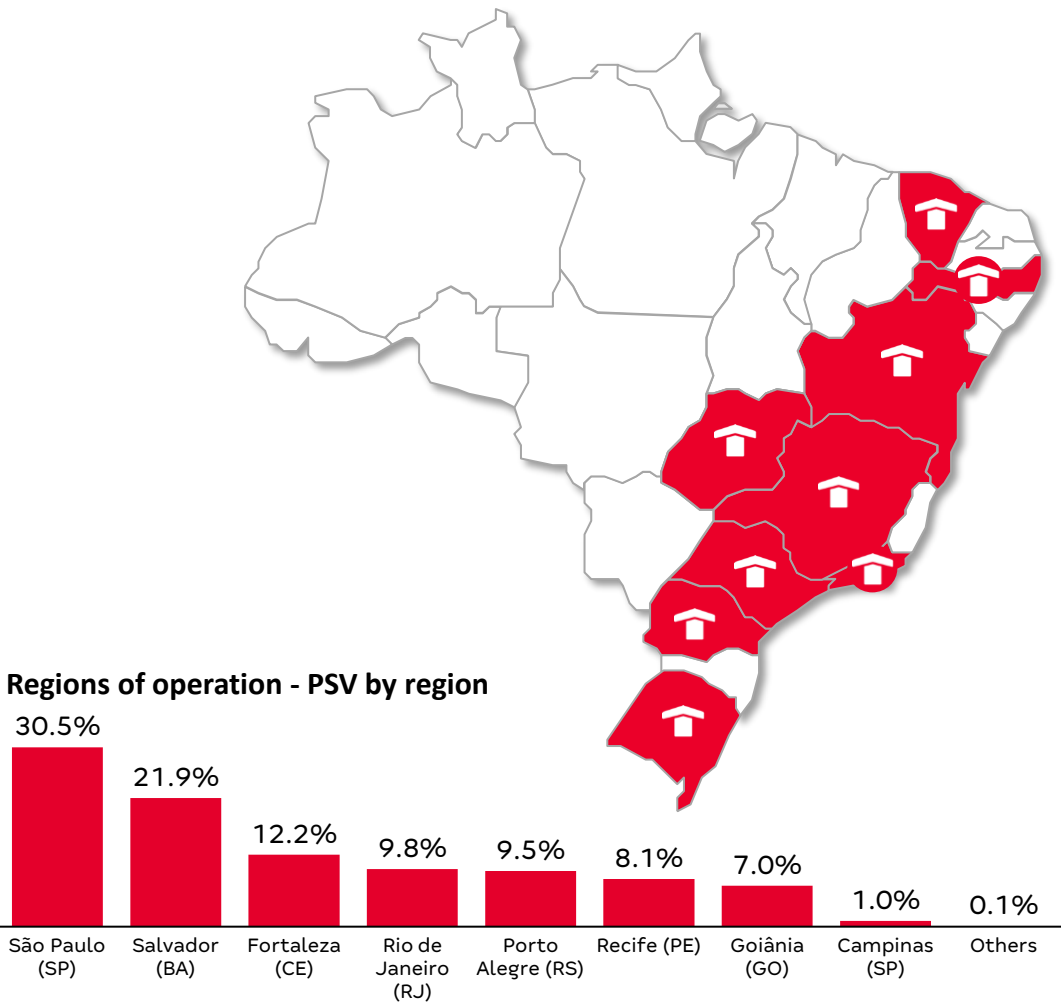 Regions of operation - PSV by region
30.5%
21.9%
12.2%
9.8%
9.5%
8.1%
7.0%
1.0%
0.1%
São Paulo
(SP)
Salvador
(BA)
Fortaleza
(CE)
Rio de
Janeiro
(RJ)
Porto
Alegre (RS)
Recife (PE)
Goiânia
(GO)
Campinas
(SP)
Others